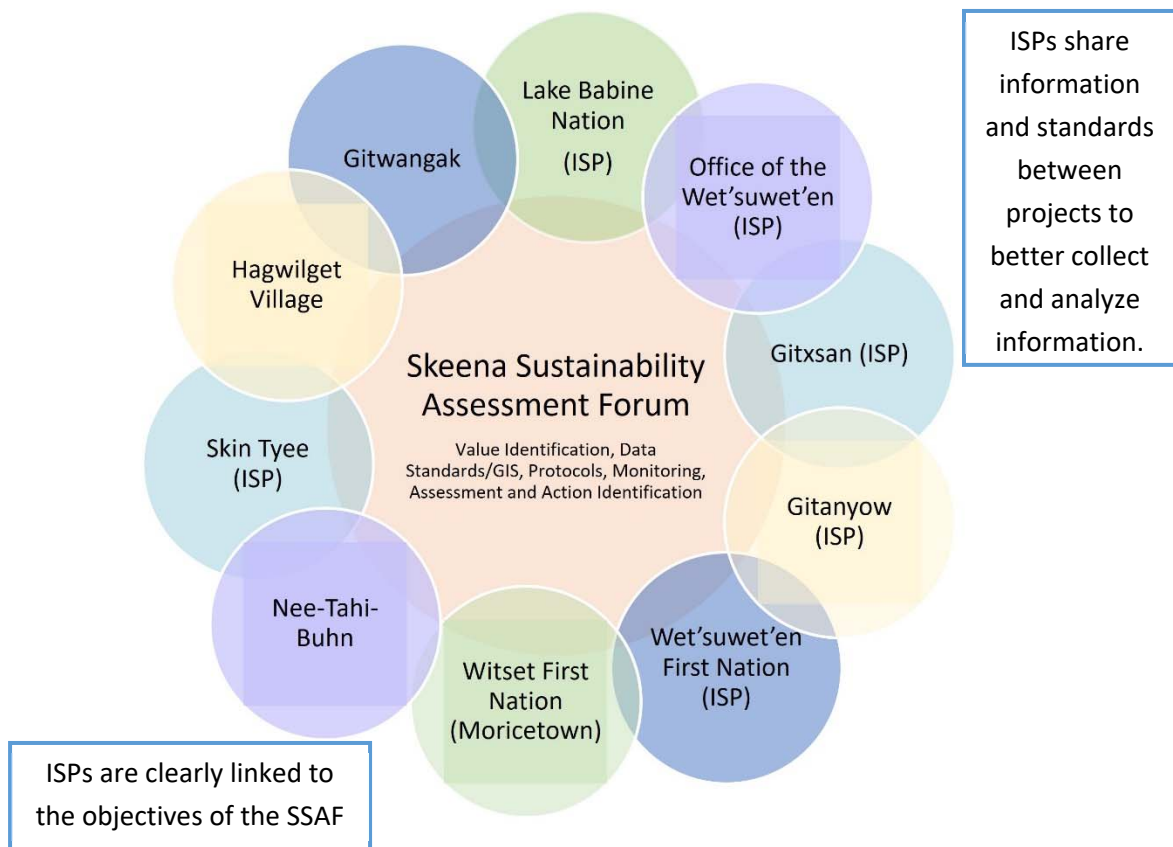 Lake Babine
Nation
(ISP)
Office of the
Wet’suwet’en
(ISP)
Gitxsan (ISP)
Gitanyow
(ISP)
Wet’suwet’en
First Nation
(ISP)
Witset First
Nation
(Moricetown)
Nee-Tahi-
Buhn
Skin Tyee
(ISP)
Hagwilget
Village
Gitwangak
Skeena Sustainability
Assessment Forum
Value Identification, Data
Standards/GIS, Protocols, Monitoring,
Assessment and Action Identification
ISPs share
information
and standards
between
projects to
better collect
and analyze
information.
ISPs are clearly linked to
the objectives of the SSAF